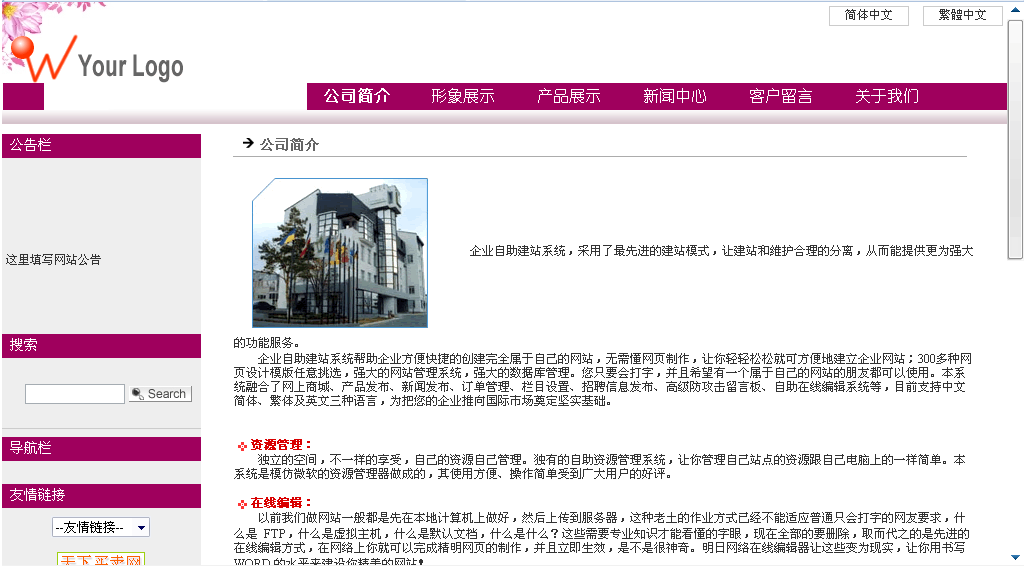 简体中文
繁體中文
Your Logo
公司简介 形象展示 产品展示 新闻中心 客户留言 关于我们
公告栏
这里填写网站公告
搜索
Search
导航栏
友情链接
--友情链接--
天下买卖网
公司简介
企业自助建站系统，采用了最先进的建站模式，让建站和维护合理的分离，从而能提供更为强大
的功能服务。
企业自助建站系统帮助企业方便快捷的创建完全属于自己的网站，无需懂网页制作，让你轻轻松松就可方便地建立企业网站；300多种网
页设计模版任意挑选，强大的网站管理系统，强大的数据库管理。您只要会打字，并且希望有一个属于自己的网站的朋友都可以使用。本系
统融合了网上商城、产品发布、新闻发布、订单管理、栏目设置、招聘信息发布、高级防攻击留言板、自助在线编辑系统等，目前支持中文
简体、繁体及英文三种语言，为把您的企业推向国际市场奠定坚实基础。
资源管理：
独立的空间，不一样的享受，自己的资源自己管理。独有的自助资源管理系统，让你管理自己站点的资源跟自己电脑上的一样简单。本
系统是模仿微软的资源管理器做成的，其使用方便、操作简单受到广大用户的好评。
在线编辑：
以前我们做网站一般都是先在本地计算机上做好，然后上传到服务器，这种老土的作业方式已经不能适应普通只会打字的网友要求，什
么是 FTP，什么是虚拟主机，什么是默认文档，什么是什么？这些需要专业知识才能看懂的字眼，现在全部的要删除，取而代之的是先进的
在线编辑方式，在网络上你就可以完成精明网页的制作，并且立即生效，是不是很神奇。明日网络在线编辑器让这些变为现实，让你用书写
WORD 的水平来建设你精美的网站！